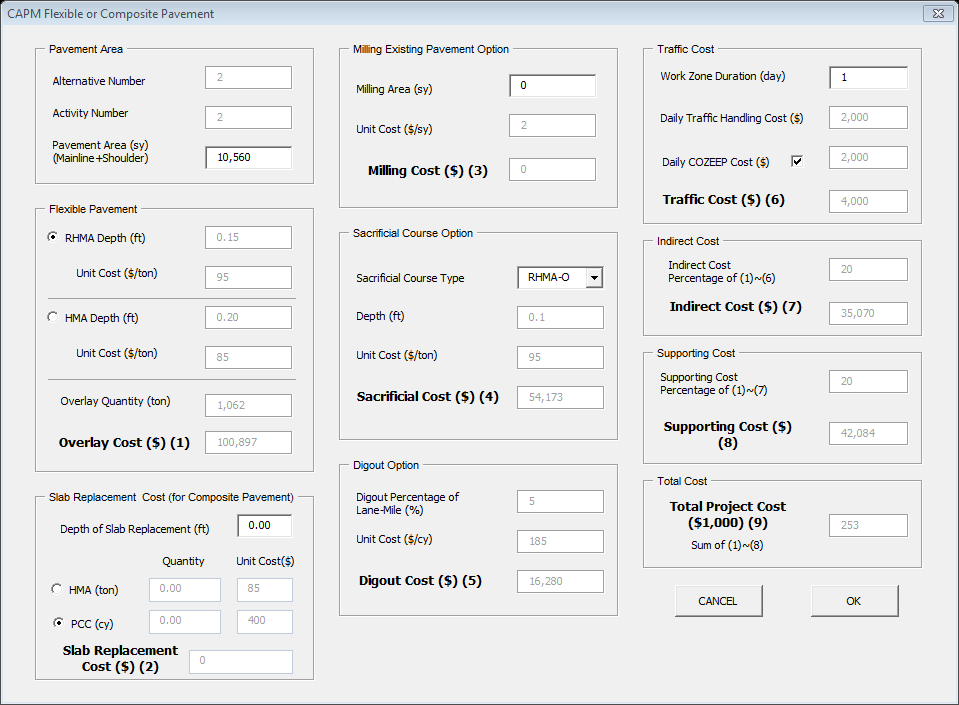 CAPM Flexible or Composite Pavement
Pavement Area
Alternative Number
2
Activity Number
2
Pavement Area (sy)
(Mainline+Shoulder)
10,560
Flexible Pavement
RHMA Depth (ft)
0.15
Unit Cost ($/ton)
95
HMA Depth (ft)
0.20
Unit Cost ($/ton)
85
Overlay Quantity (ton)
1,062
Overlay Cost ($) (1)
100,897
Slab Replacement Cost (for Composite Pavement)
Depth of Slab Replacement (ft)
0.00
Quantity
Unit Cost($)
HMA (ton)
0.00
85
PCC (cy)
0.00
400
Slab Replacement
Cost ($) (2)
0
Milling Existing Pavement Option
Milling Area (sy)
0
Unit Cost ($/sy)
2
Milling Cost ($) (3)
0
Sacrificial Course Option
Sacrificial Course Type
RHMA-O
Depth (ft)
0.1
Unit Cost ($/ton)
95
Sacrificial Cost ($) (4)
54,173
Digout Option
Digout Percentage of
Lane-Mile (%)
5
Unit Cost ($/cy)
185
Digout Cost ($) (5)
16,280
Traffic Cost
Work Zone Duration (day)
1
Daily Traffic Handling Cost ($)
2,000
Daily COZEEP Cost ($)
2,000
Traffic Cost ($) (6)
4,000
Indirect Cost
Indirect Cost
Percentage of (1)~(6)
20
Indirect Cost ($) (7)
35,070
Supporting Cost
Supporting Cost
Percentage of (1)~(7)
20
Supporting Cost ($)
(8)
42,084
Total Cost
Total Project Cost
($1,000) (9)
253
Sum of (1)~(8)
CANCEL
OK